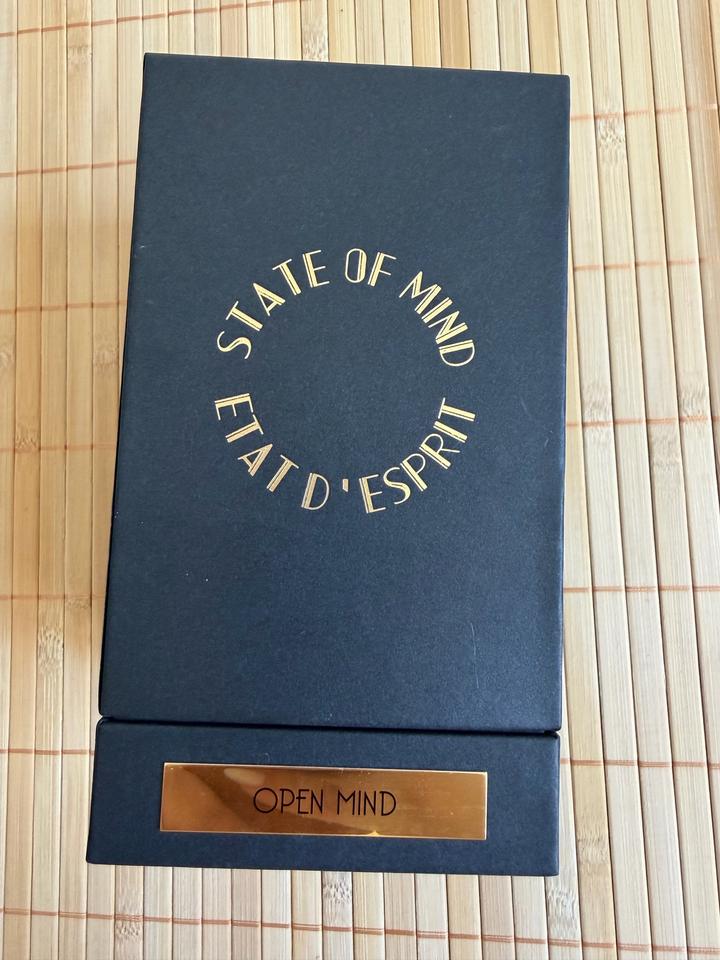 STATE OF MIND
ETAT D'ESPRIT
OPEN MIND